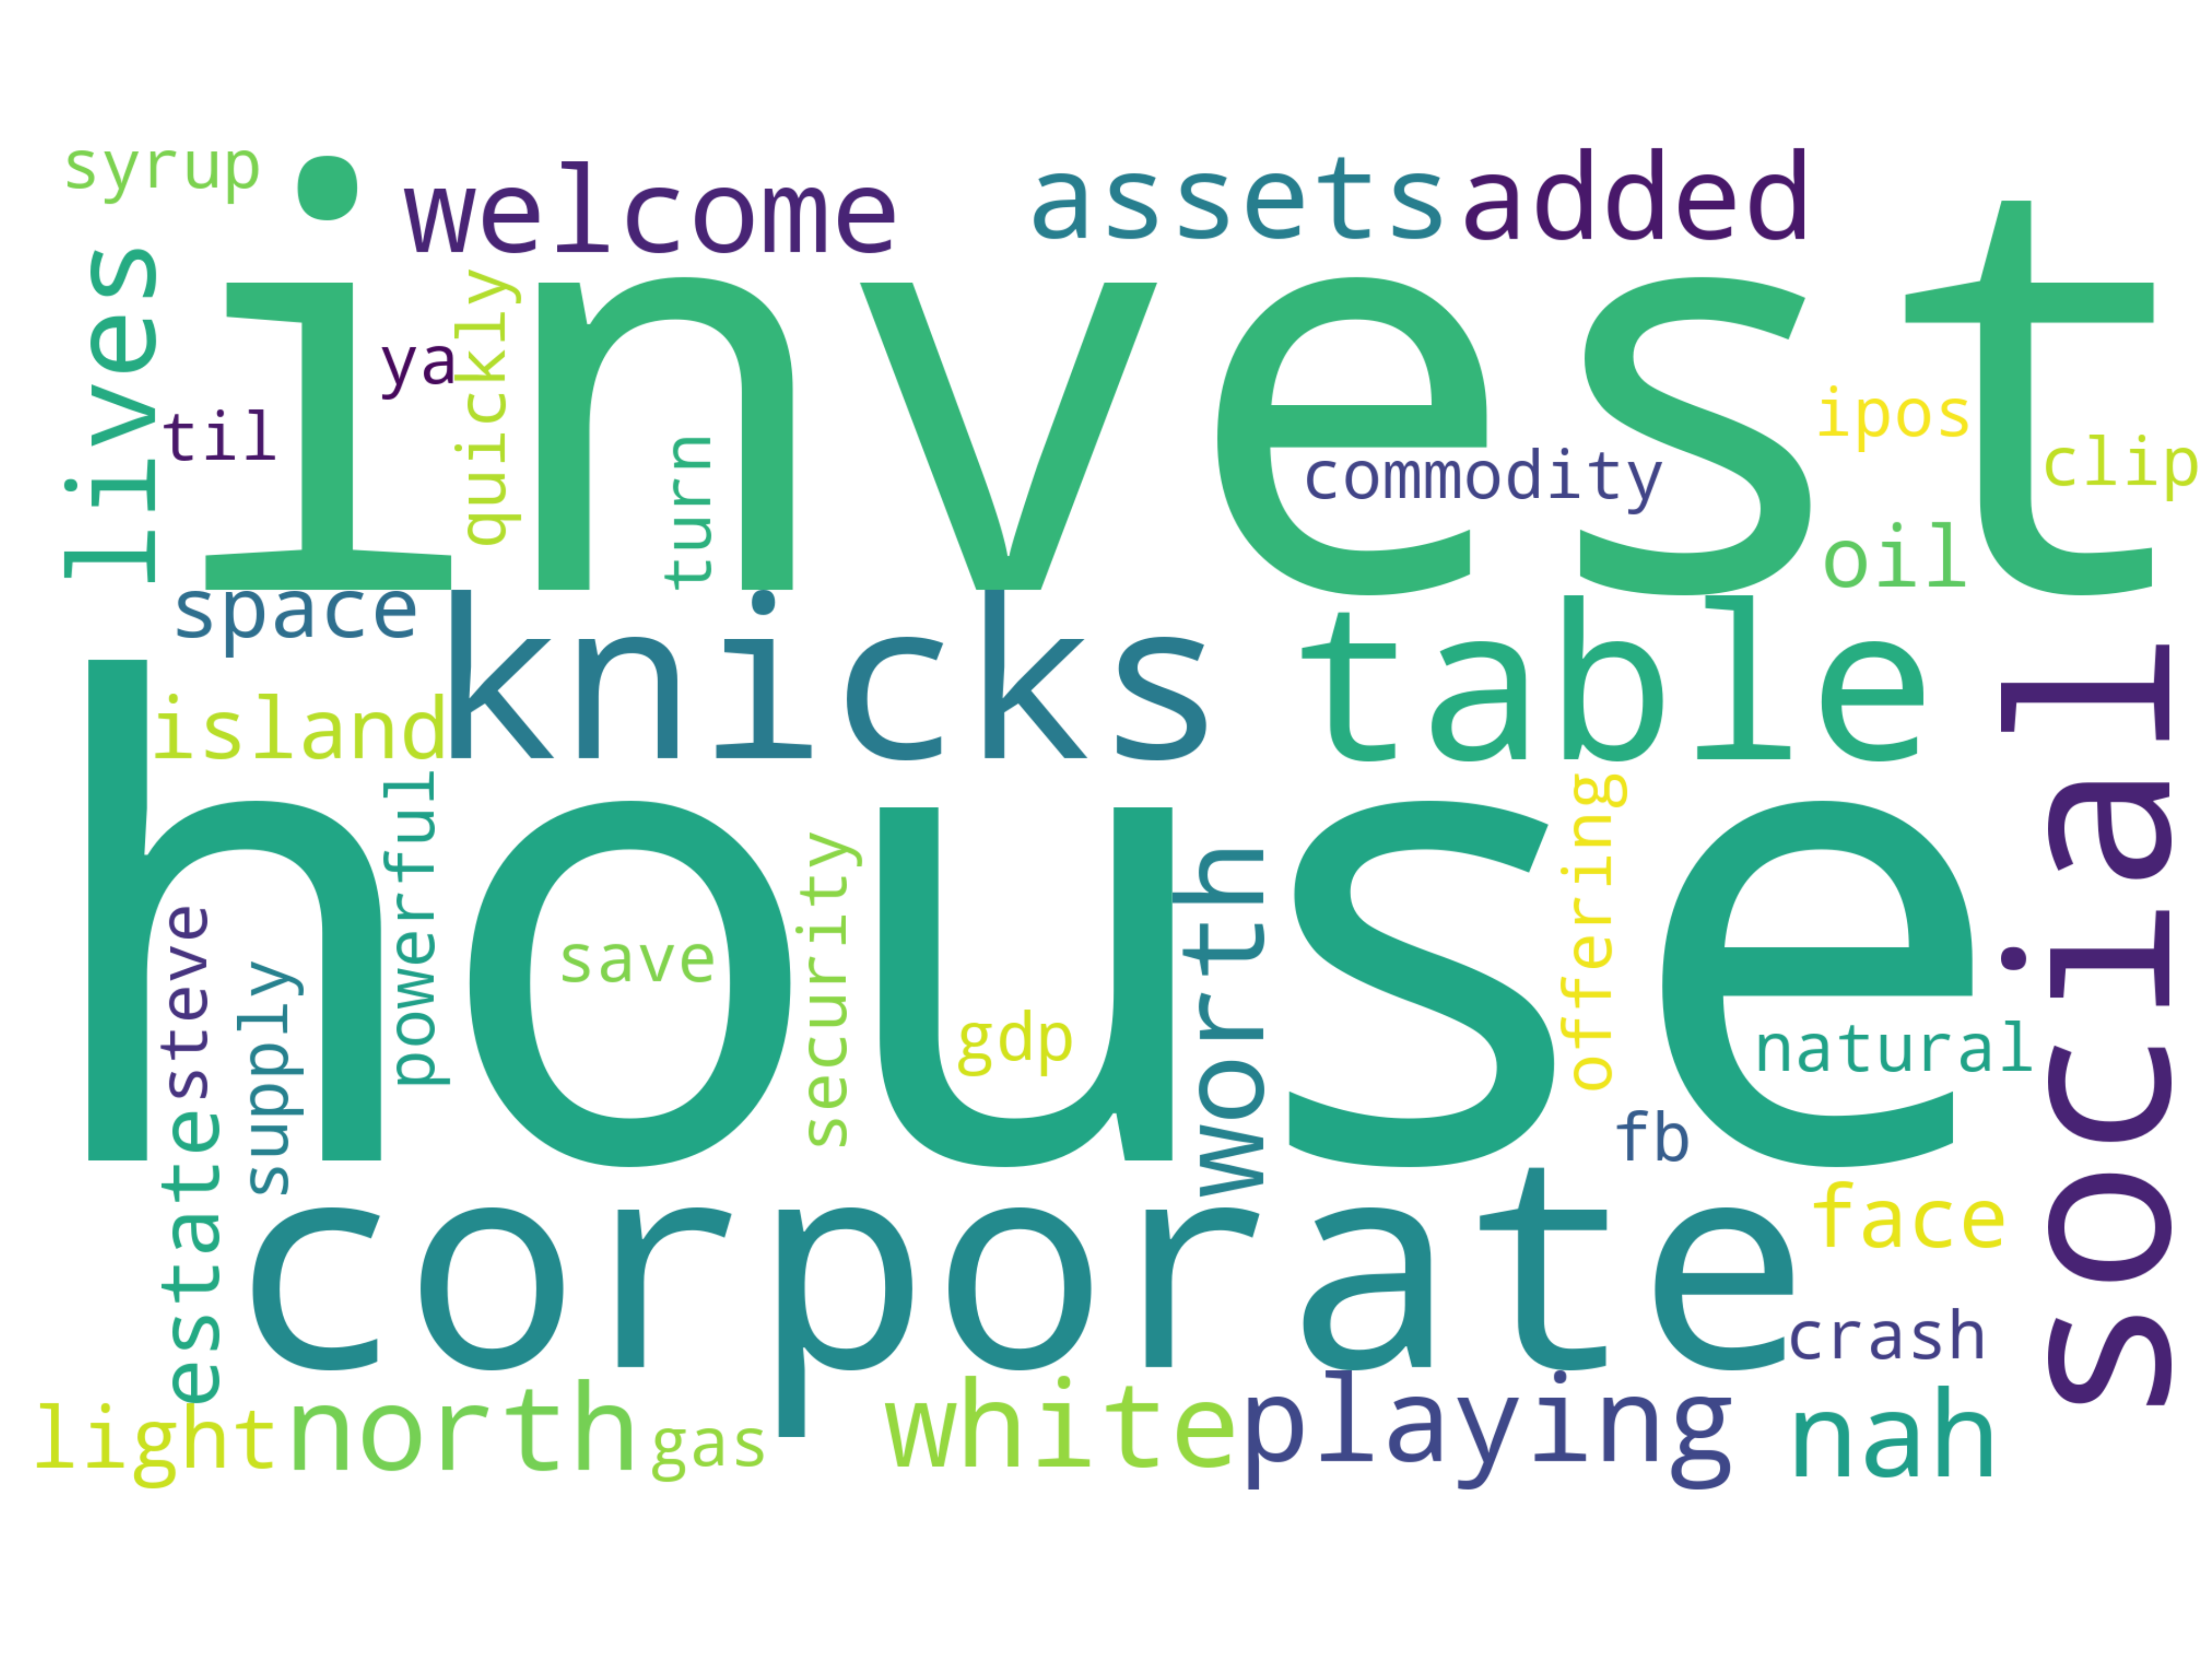 syrup
welcome
assets
added
lives
invest
quickly
ya
til
turn
commodity
ipos
clip
oil
space
knicks
table
island
social
house
powerful
offering
security
worth
steve
save
supply
gdp
natural
fb
estate
corporate
face
crash
light
north
gas
white
playing
nah